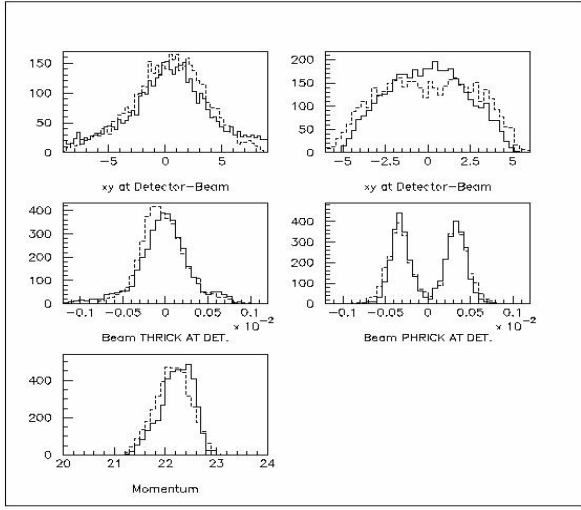 150
100
50
0
−5 0 5
xy at Detector−Beam
200
150
100
50
0
−5 −2.5 0 2.5 5
xy at Detector−Beam
400
300
200
100
0
−0.1 −0.05 0 0.05 0.1
× 10⁻²
Beam THRICK AT DET.
400
300
200
100
0
−0.1 −0.05 0 0.05 0.1
× 10⁻²
Beam PHRICK AT DET.
400
200
0
20 21 22 23 24
Momentum